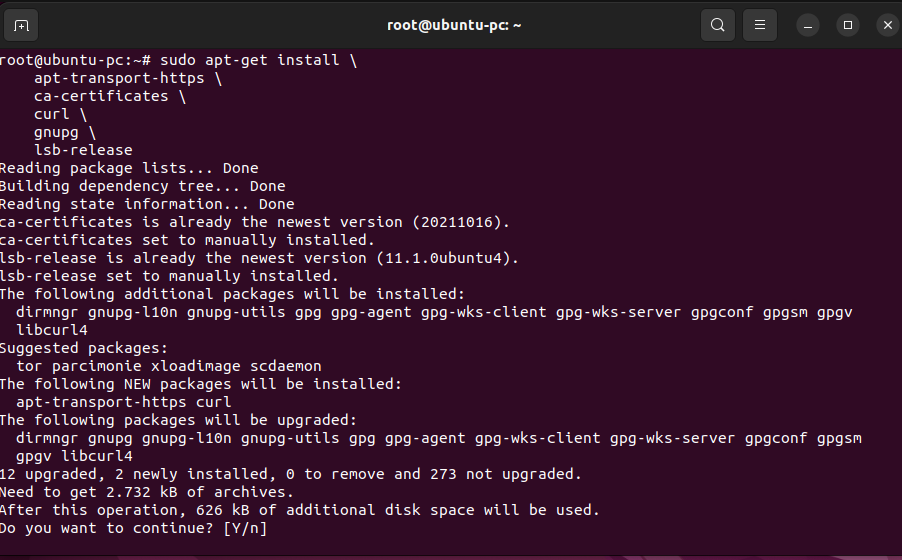 root@ubuntu-pc: ~
root@ubuntu-pc:~# sudo apt-get install \
    apt-transport-https \
    ca-certificates \
    curl \
    gnupg \
    lsb-release
Reading package lists... Done
Building dependency tree... Done
Reading state information... Done
ca-certificates is already the newest version (20211016).
ca-certificates set to manually installed.
lsb-release is already the newest version (11.1.0ubuntu4).
lsb-release set to manually installed.
The following additional packages will be installed:
  dirmngr gnupg-l10n gnupg-utils gpg gpg-agent gpg-wks-client gpg-wks-server gpgconf gpgsm gpgv
  libcurl4
Suggested packages:
  tor parcimonie xloadimage scdaemon
The following NEW packages will be installed:
  apt-transport-https curl
The following packages will be upgraded:
  dirmngr gnupg gnupg-l10n gnupg-utils gpg gpg-agent gpg-wks-client gpg-wks-server gpgconf gpgsm
  gpgv libcurl4
12 upgraded, 2 newly installed, 0 to remove and 273 not upgraded.
Need to get 2.732 kB of archives.
After this operation, 626 kB of additional disk space will be used.
Do you want to continue? [Y/n]